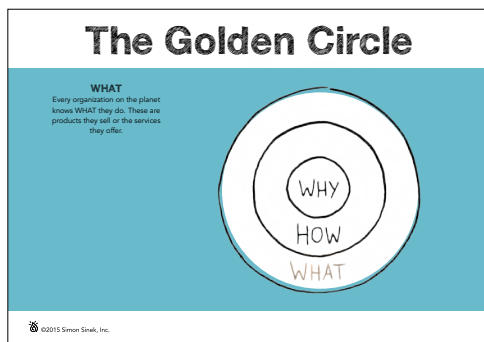 The Golden Circle
WHAT
Every organization on the planet
knows WHAT they do. These are
products they sell or the services
they offer.
WHY
HOW
WHAT
©2015 Simon Sinek, Inc.